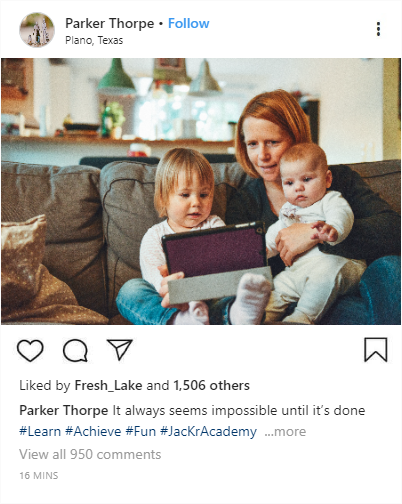 Parker Thorpe • Follow
Plano, Texas
Liked by Fresh_Lake and 1,506 others
Parker Thorpe It always seems impossible until it’s done
#Learn #Achieve #Fun #JacKrAcademy ...more
View all 950 comments
16 MINS